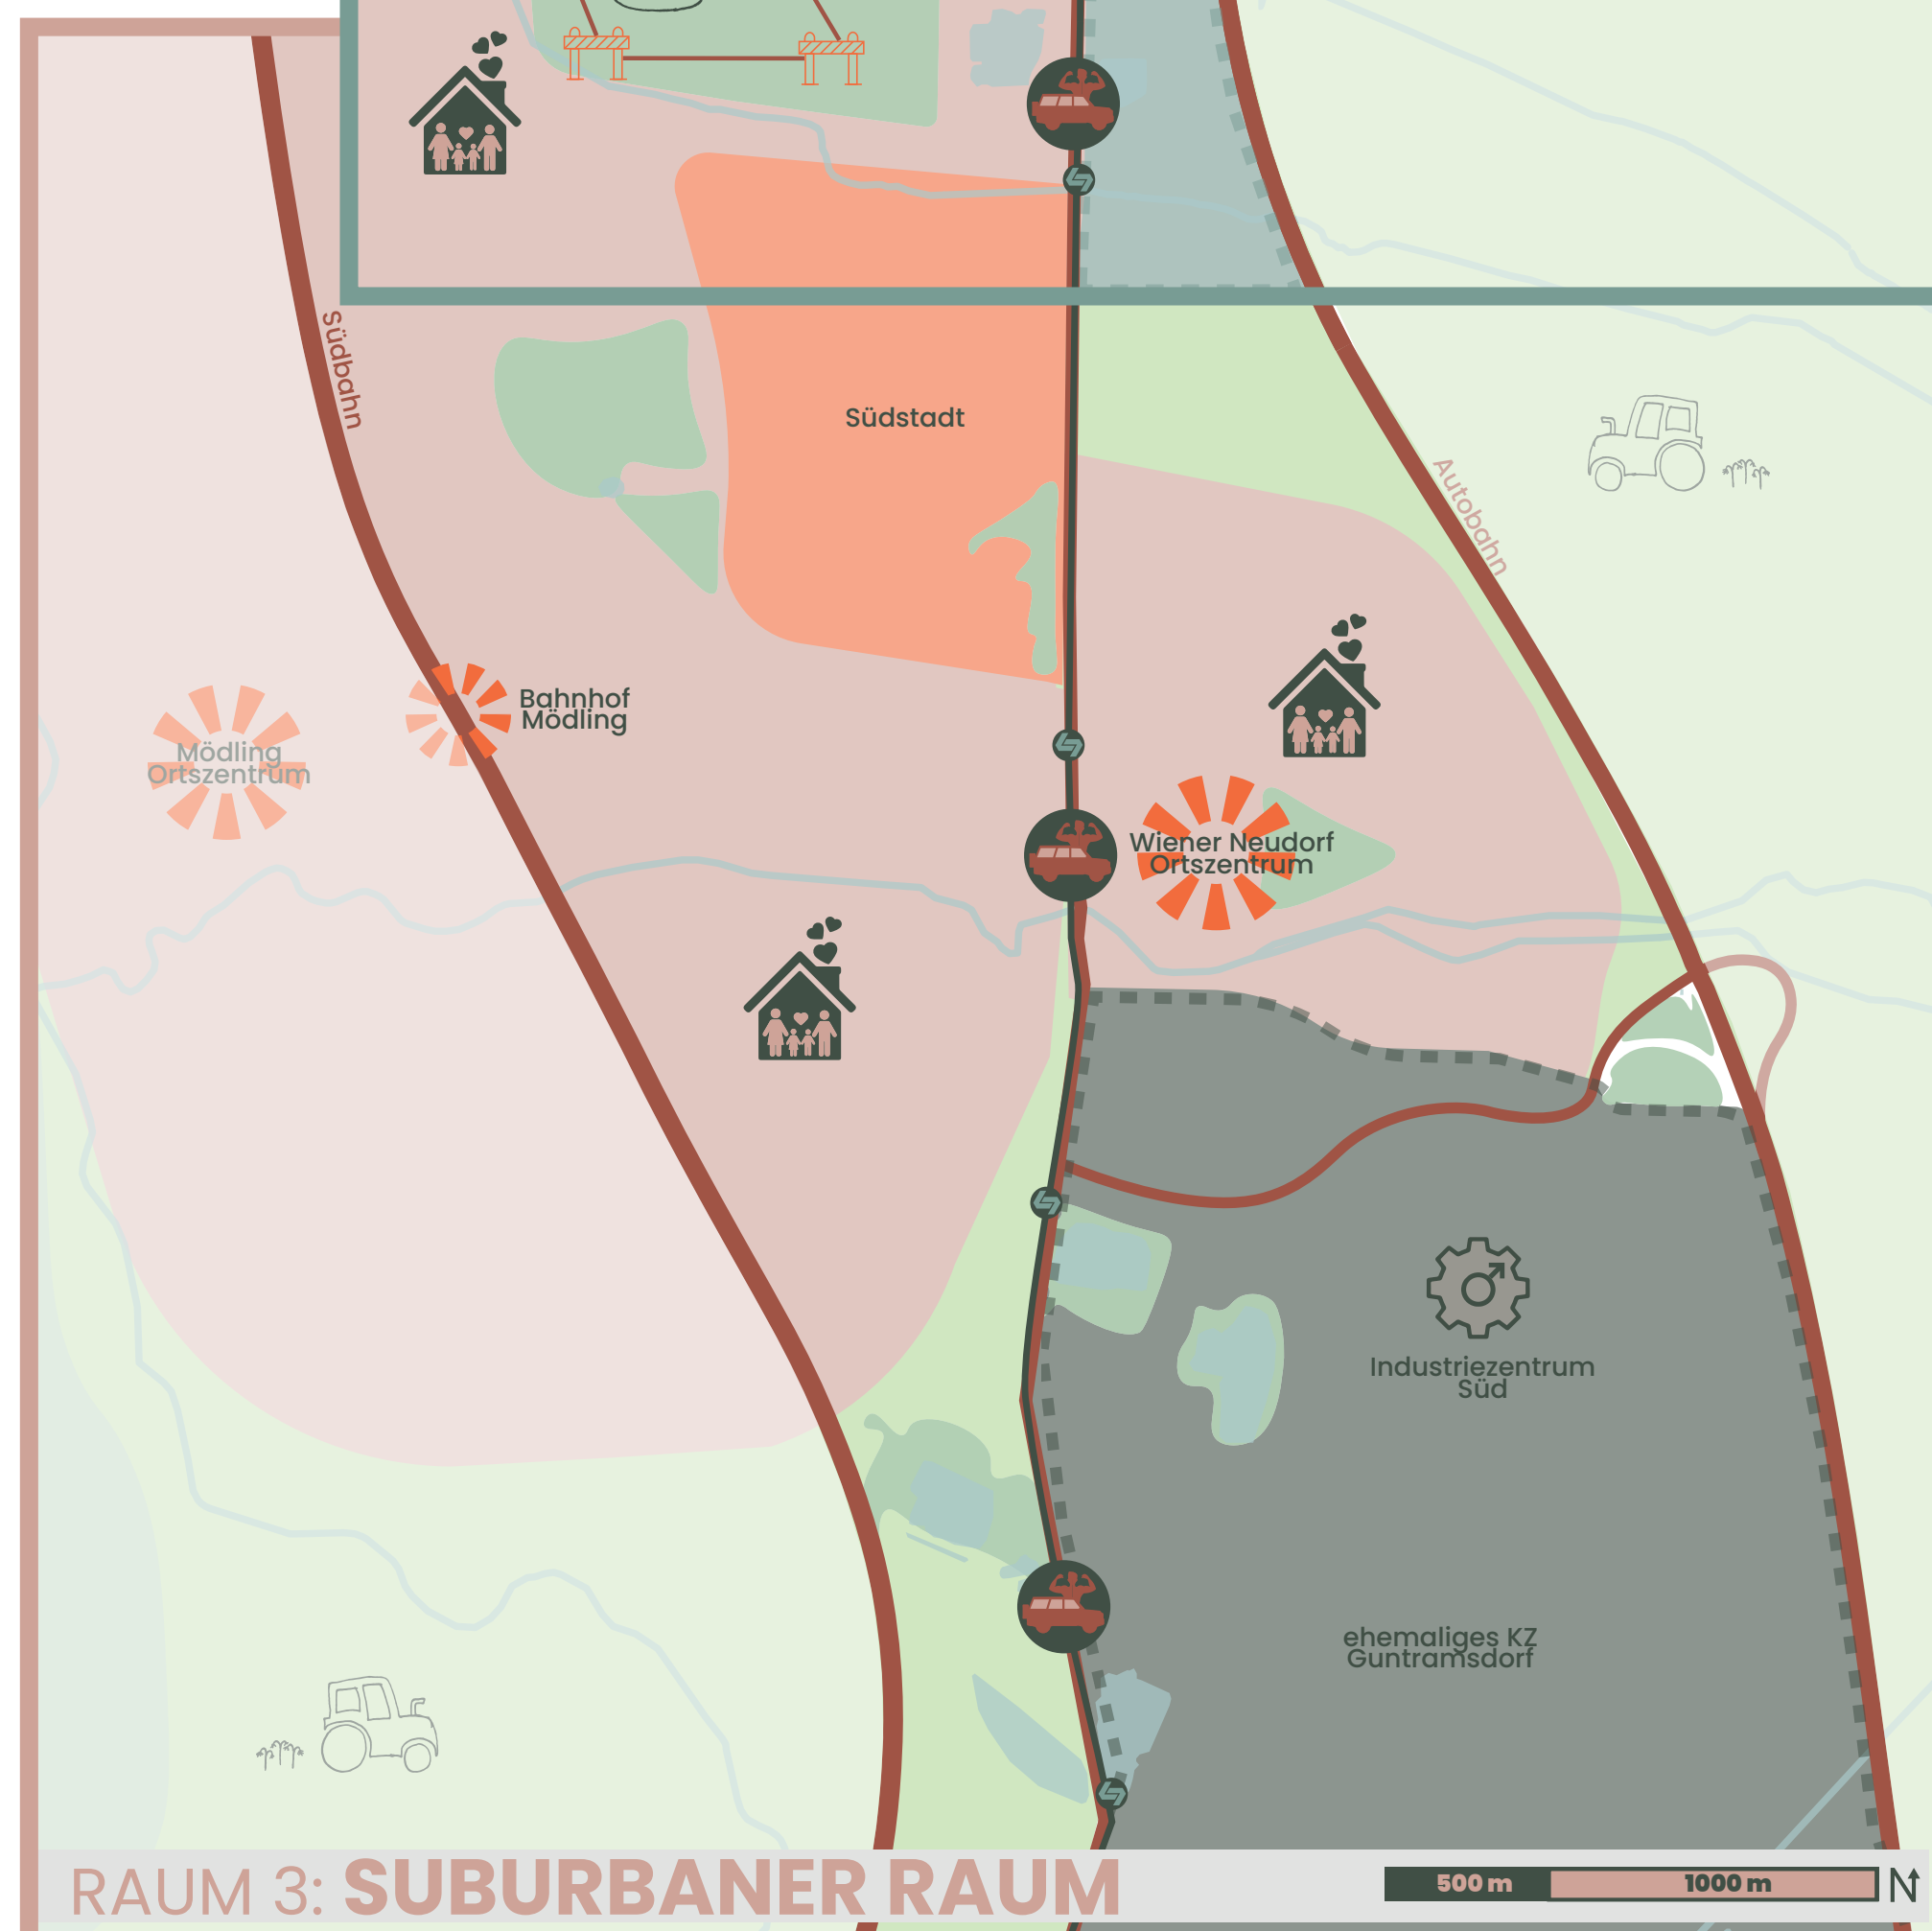 Südbahn
Südstadt
Autobahn
Bahnhof
Mödling
Mödling
Ortszentrum
Wiener Neudorf
Ortszentrum
Industriezentrum
Süd
ehemaliges KZ
Guntramsdorf
RAUM 3: SUBURBANER RAUM
500 m
1000 m
N